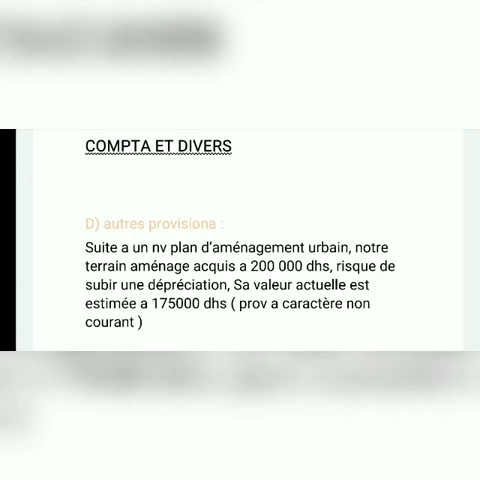 COMPTA ET DIVERS
D) autres provisiona :
Suite a un nv plan d'aménagement urbain, notre
terrain aménage acquis a 200 000 dhs, risque de
subir une dépréciation, Sa valeur actuelle est
estimée a 175000 dhs ( prov a caractère non
courant )